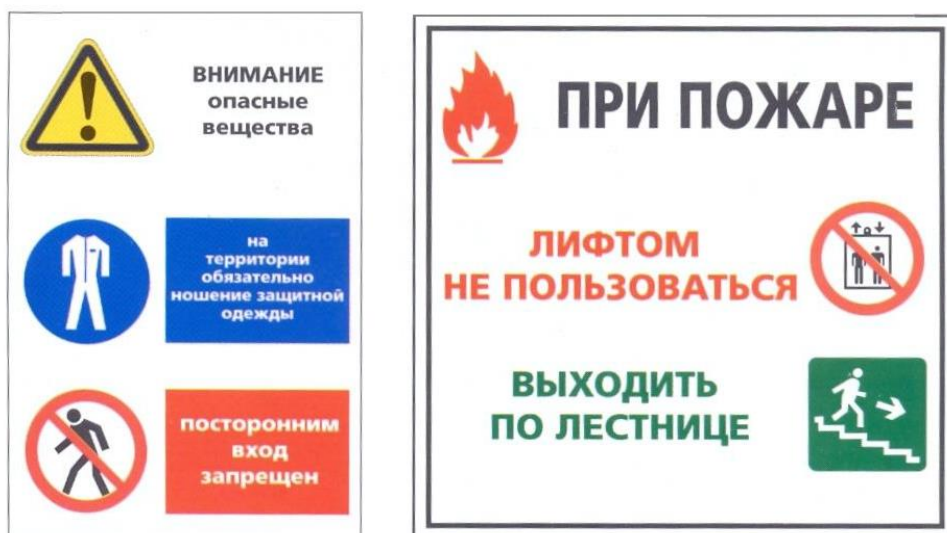 ВНИМАНИЕ
опасные
вещества
на
территории
обязательно
ношение защитной
одежды
посторонним
вход
запрещен
ПРИ ПОЖАРЕ
ЛИФТОМ
НЕ ПОЛЬЗОВАТЬСЯ
ВЫХОДИТЬ
ПО ЛЕСТНИЦЕ